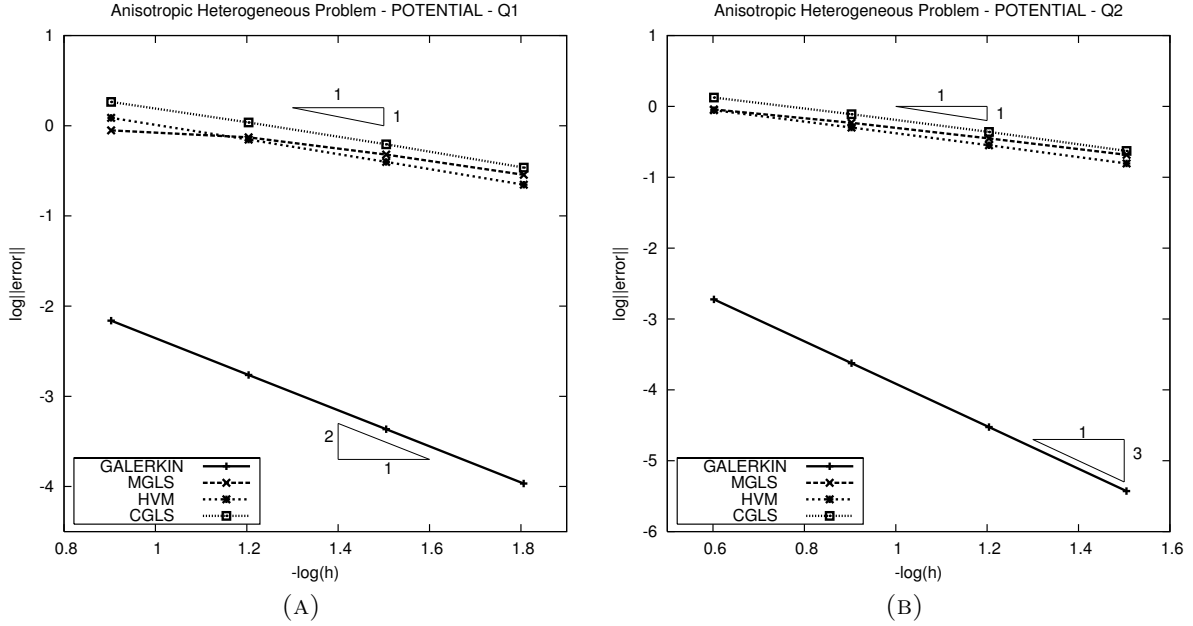 Anisotropic Heterogeneous Problem - POTENTIAL - Q1
1
0
-1
-2
-3
-4
log||error||
1
1
2
1
GALERKIN
MGLS
HVM
CGLS
0.8 1 1.2 1.4 1.6 1.8
-log(h)
(A)
Anisotropic Heterogeneous Problem - POTENTIAL - Q2
1
0
-1
-2
-3
-4
-5
-6
log||error||
1
1
1
3
GALERKIN
MGLS
HVM
CGLS
0.6 0.8 1 1.2 1.4 1.6
-log(h)
(B)